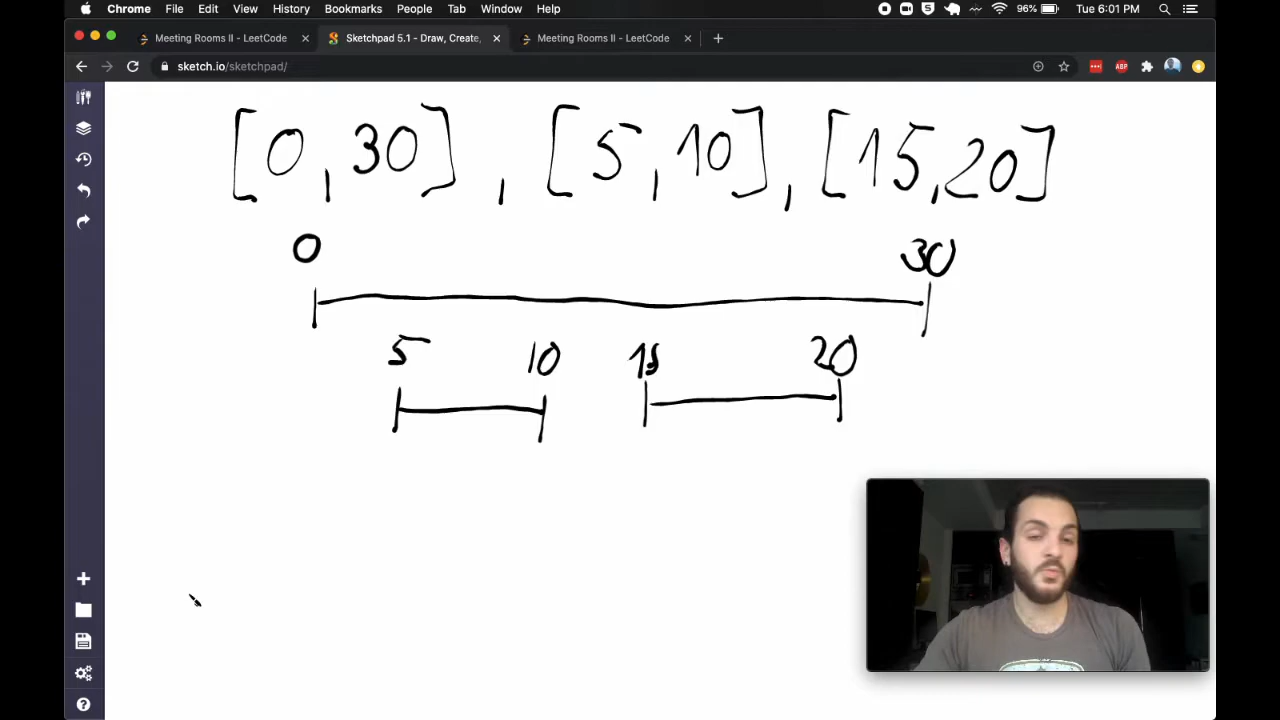 Chrome File Edit View History Bookmarks People Tab Window Help 5 96% Tue 6:01 PM
Meeting Rooms II - LeetCode Sketchpad 5.1 - Draw, Create, Meeting Rooms II - LeetCode
sketch.io/sketchpad/ ABP
[0,30], [5,10], [15,20]
0 30
5 10 15 20